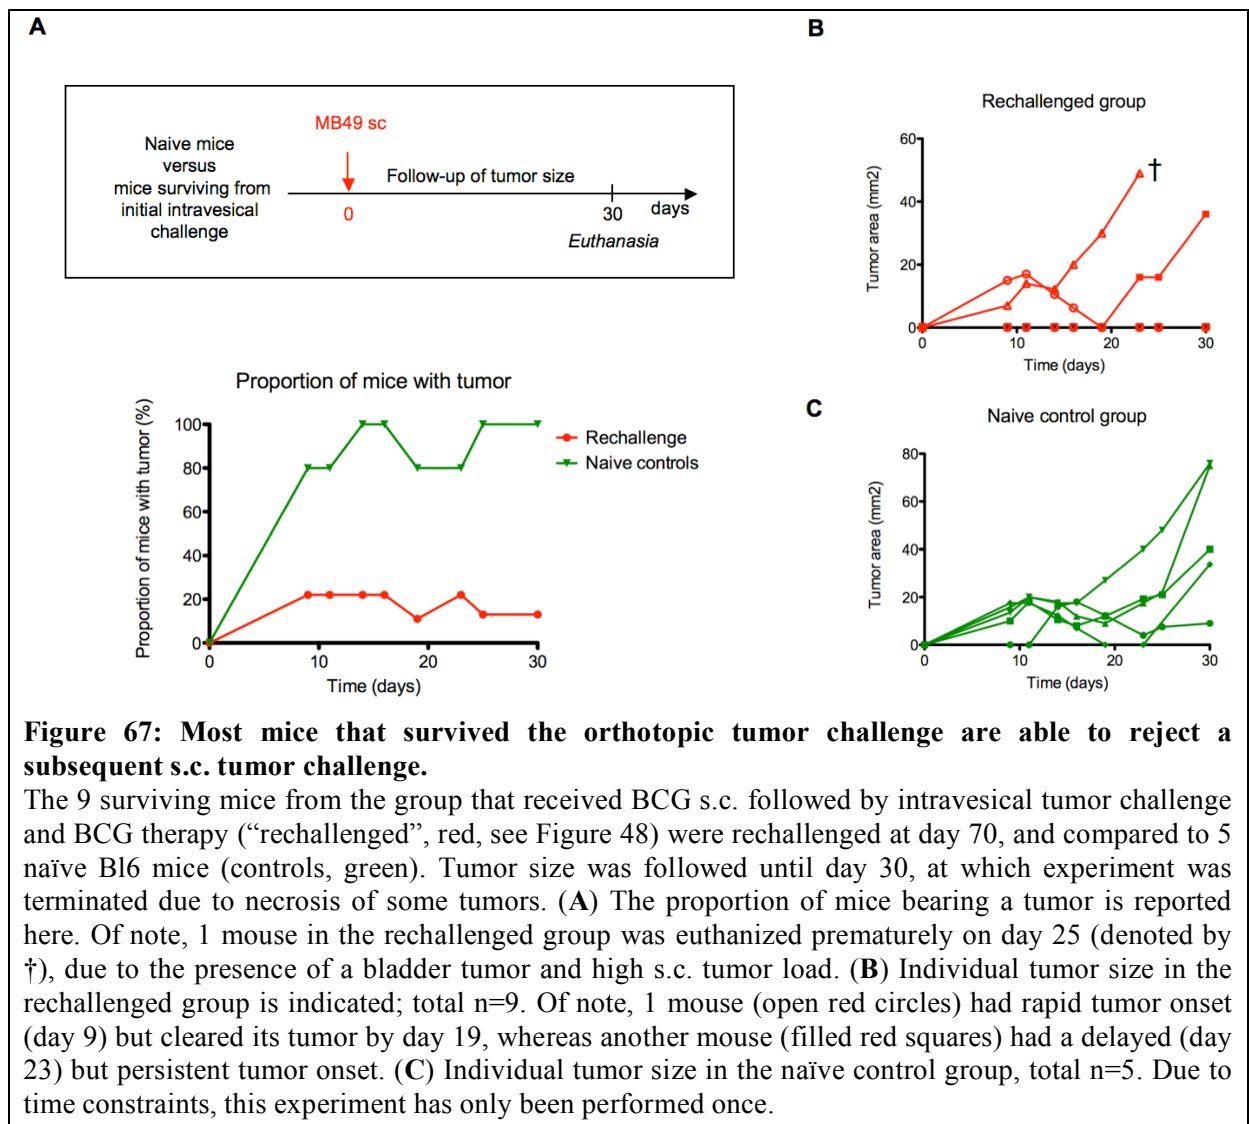 A
MB49 sc
Naive mice
versus
mice surviving from
initial intravesical
challenge
Follow-up of tumor size
0
30
days
Euthanasia
Proportion of mice with tumor
Proportion of mice with tumor (%)
100
80
60
40
20
0
0
10
20
30
Time (days)
Rechallenge
Naive controls
B
Rechallenged group
Tumor area (mm2)
60
40
20
0
†
0
10
20
30
Time (days)
C
Naive control group
Tumor area (mm2)
80
60
40
20
0
0
10
20
30
Time (days)
Figure 67: Most mice that survived the orthotopic tumor challenge are able to reject a
subsequent s.c. tumor challenge.
The 9 surviving mice from the group that received BCG s.c. followed by intravesical tumor challenge
and BCG therapy (“rechallenged”, red, see Figure 48) were rechallenged at day 70, and compared to 5
naïve Bl6 mice (controls, green). Tumor size was followed until day 30, at which experiment was
terminated due to necrosis of some tumors. (A) The proportion of mice bearing a tumor is reported
here. Of note, 1 mouse in the rechallenged group was euthanized prematurely on day 25 (denoted by
†), due to the presence of a bladder tumor and high s.c. tumor load. (B) Individual tumor size in the
rechallenged group is indicated; total n=9. Of note, 1 mouse (open red circles) had rapid tumor onset
(day 9) but cleared its tumor by day 19, whereas another mouse (filled red squares) had a delayed (day
23) but persistent tumor onset. (C) Individual tumor size in the naïve control group, total n=5. Due to
time constraints, this experiment has only been performed once.